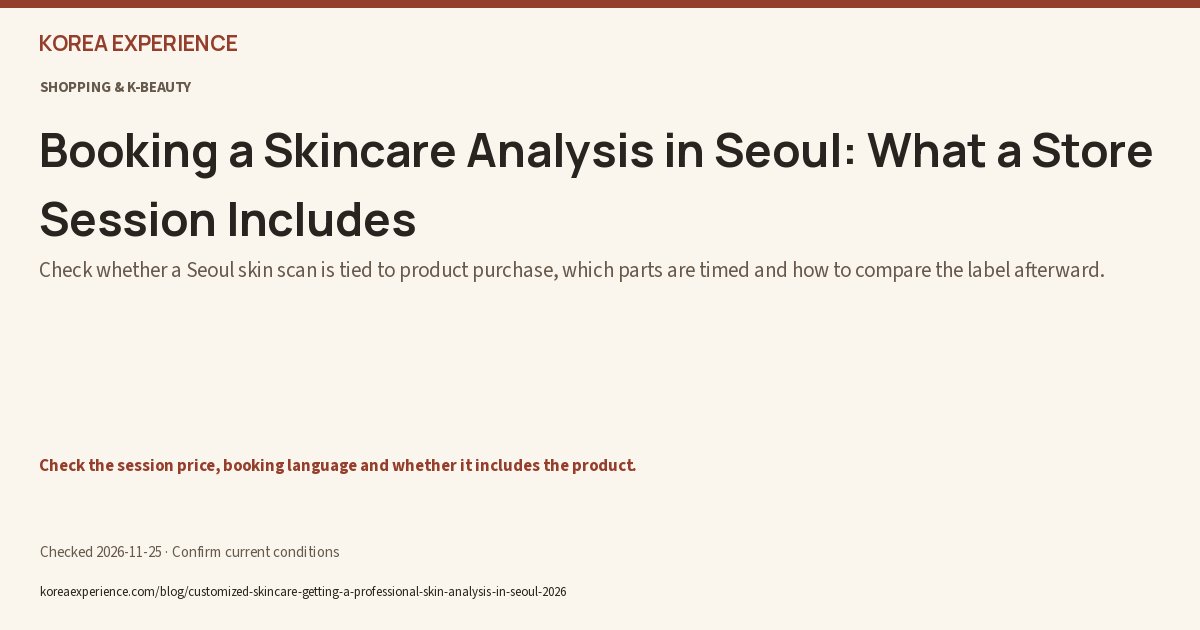 KOREA EXPERIENCE
SHOPPING & K-BEAUTY
Booking a Skincare Analysis in Seoul: What a Store
Session Includes
Check whether a Seoul skin scan is tied to product purchase, which parts are timed and how to compare the label afterward.
Check the session price, booking language and whether it includes the product.
Checked 2026-11-25 · Confirm current conditions
koreaexperience.com/blog/customized-skincare-getting-a-professional-skin-analysis-in-seoul-2026